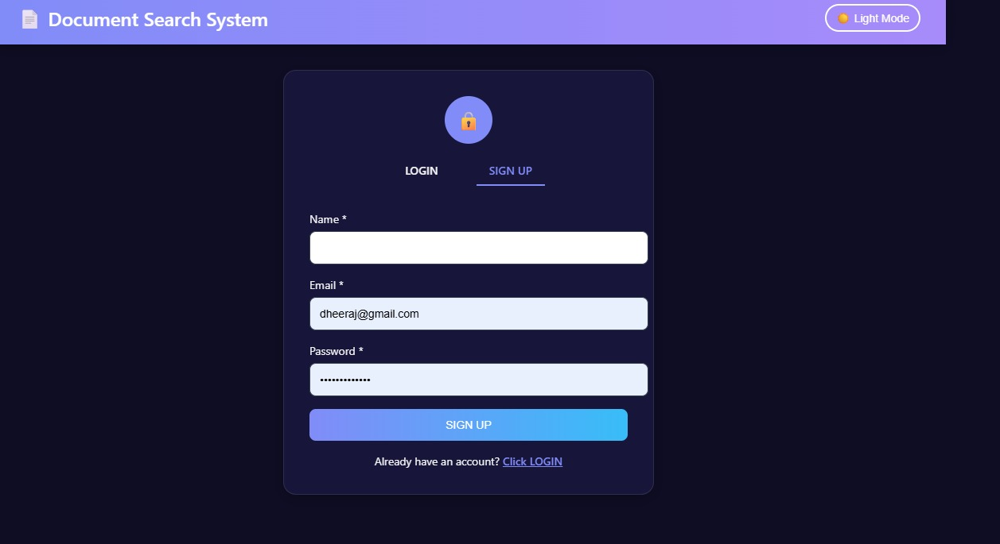 Document Search System
Light Mode
LOGIN SIGN UP
Name *
Email *
dheeraj@gmail.com
Password *
•••••••••••••
SIGN UP
Already have an account? Click LOGIN